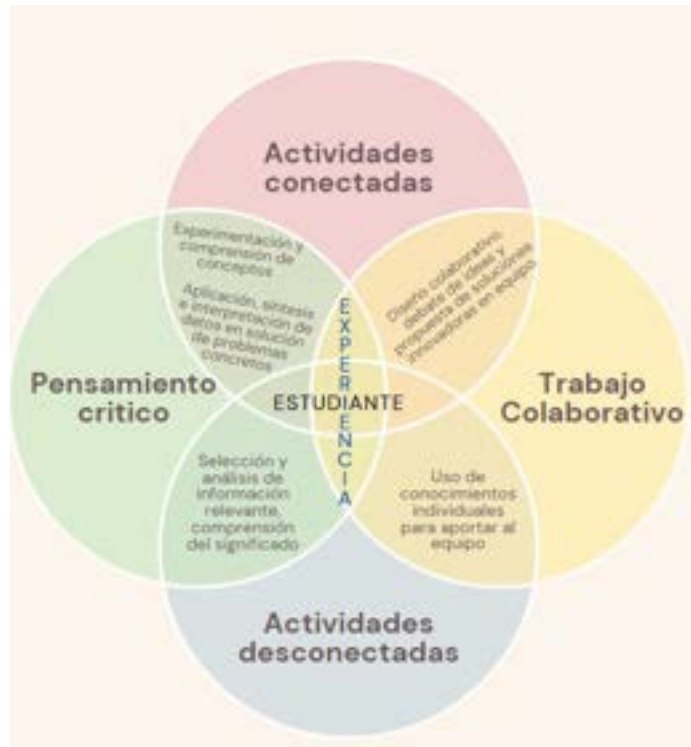 Actividades
conectadas
Experimentación y
comprensión de
conceptos
Aplicación, síntesis
e interpretación de
datos en solución
de problemas
concretos
Diseño colaborativo,
debate de ideas y
propuesta de soluciones
innovadoras en equipo
EXPERIENCIA
Pensamiento
critico
ESTUDIANTE
Trabajo
Colaborativo
Selección y
análisis de
información
relevante,
comprensión
del significado
Uso de
conocimientos
individuales
para aportar al
equipo
Actividades
desconectadas